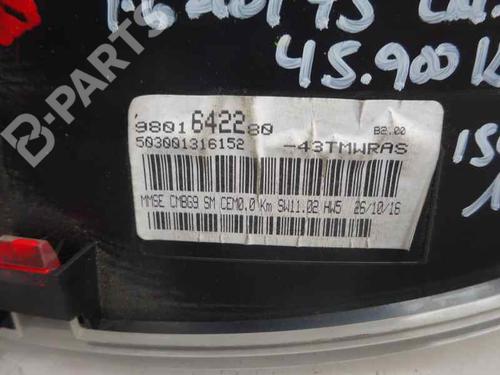 45.900 K
9801642280
B2.00
503001316152
-43TMWRAS
MMSE CMBG9 SM CEM0.0 Km SW11.02 HW5 26/10/16
B-PARTS